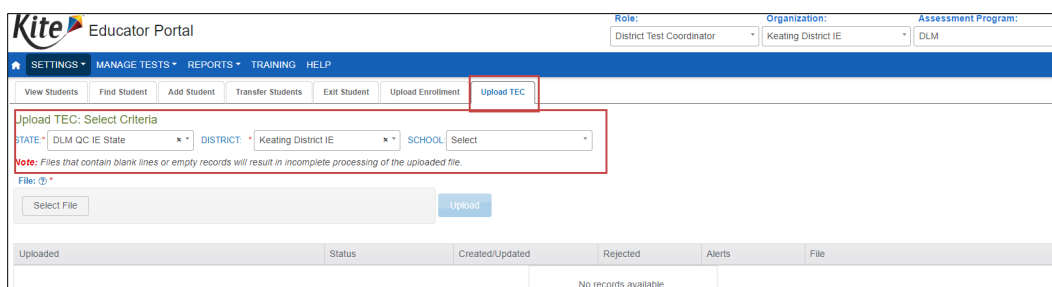 Role: Organization: Assessment Program:
Kite Educator Portal
District Test Coordinator Keating District IE DLM
SETTINGS MANAGE TESTS REPORTS TRAINING HELP
View Students Find Student Add Student Transfer Students Exit Student Upload Enrollment Upload TEC
Upload TEC: Select Criteria
STATE:* DLM QC IE State × DISTRICT: * Keating District IE × SCHOOL: Select
Note: Files that contain blank lines or empty records will result in incomplete processing of the uploaded file.
File: ? *
Select File Upload
Uploaded Status Created/Updated Rejected Alerts File
No records available